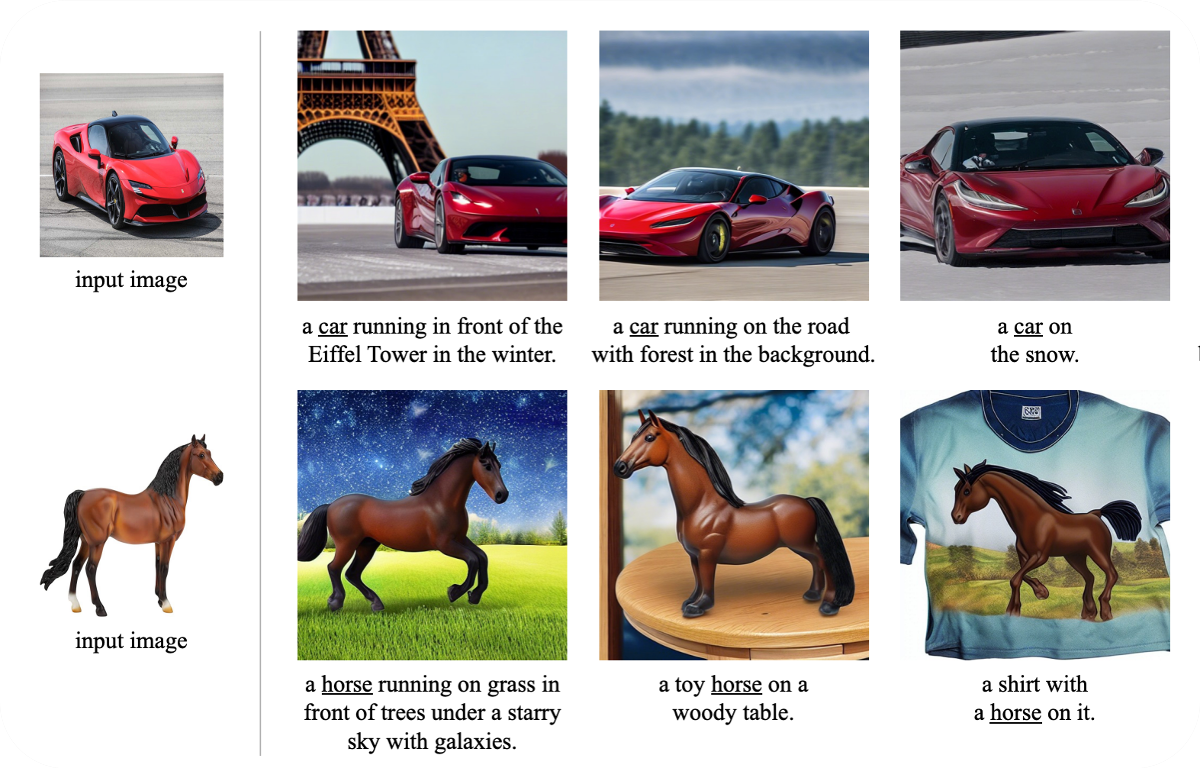 input image
a car running in front of the
Eiffel Tower in the winter.
a car running on the road
with forest in the background.
a car on
the snow.
input image
a horse running on grass in
front of trees under a starry
sky with galaxies.
a toy horse on a
woody table.
a shirt with
a horse on it.